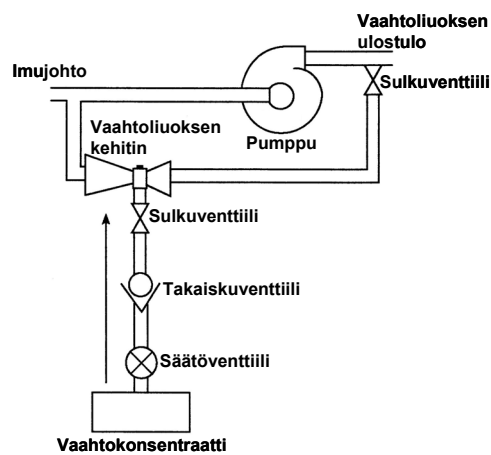 Vaahtoliuoksen
ulostulo
Imujohto
Sulkuventtiili
Vaahtoliuoksen
kehitin
Pumppu
Sulkuventtiili
Takaiskuventtiili
Säätöventtiili
Vaahtokonsentraatti